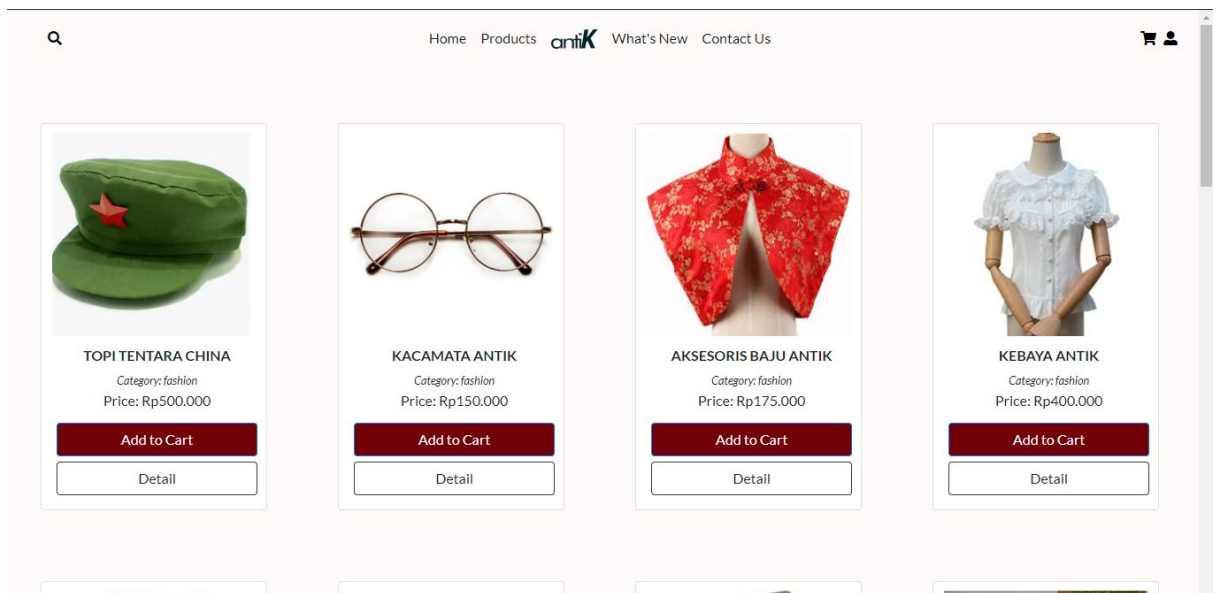 Home Products antiK What's New Contact Us
TOPI TENTARA CHINA
Category: fashion
Price: Rp500.000
Add to Cart
Detail
KACAMATA ANTIK
Category: fashion
Price: Rp150.000
Add to Cart
Detail
AKSESORIS BAJU ANTIK
Category: fashion
Price: Rp175.000
Add to Cart
Detail
KEBAYA ANTIK
Category: fashion
Price: Rp400.000
Add to Cart
Detail